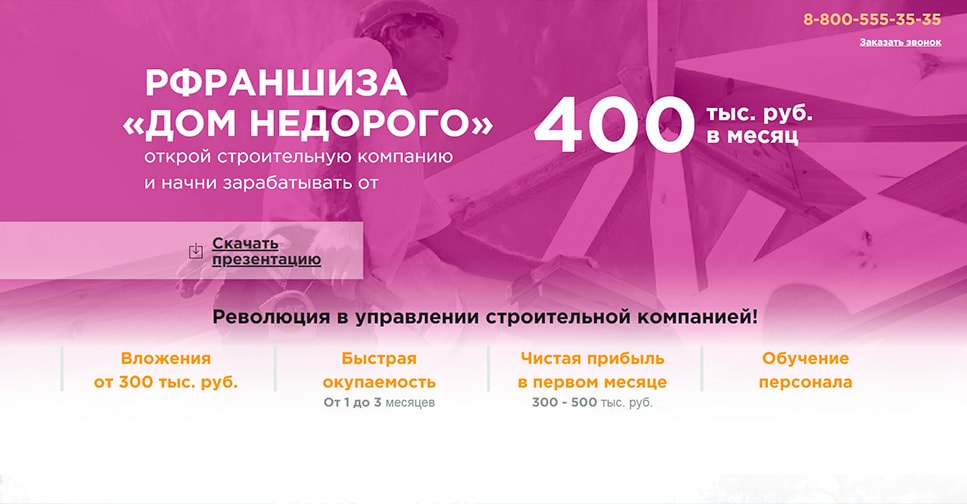 8-800-555-35-35
Заказать звонок
РФРАНШИЗА
«ДОМ НЕДОРОГО»
открой строительную компанию
и начни зарабатывать от
400 тыс. руб.
в месяц
Скачать
презентацию
Революция в управлении строительной компанией!
Вложения
от 300 тыс. руб.
Быстрая
окупаемость
От 1 до 3 месяцев
Чистая прибыль
в первом месяце
300 - 500 тыс. руб.
Обучение
персонала